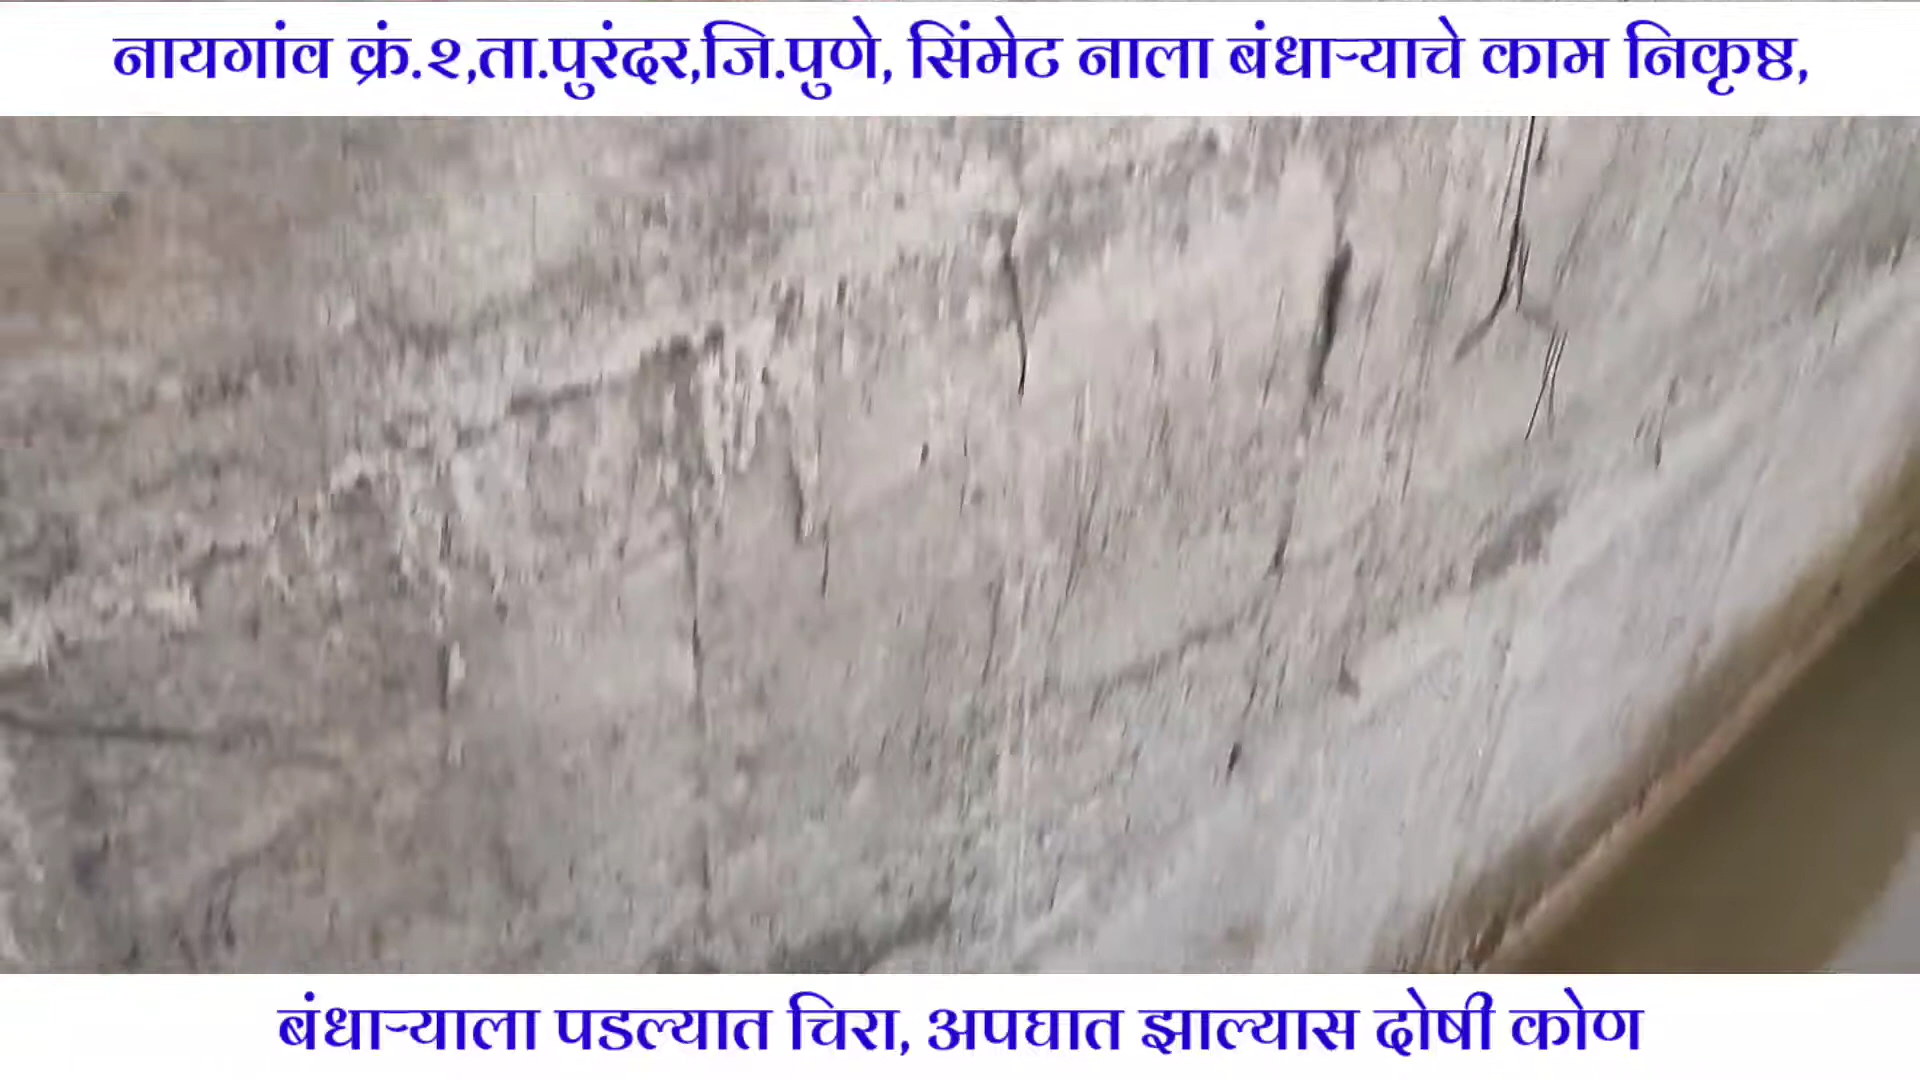 नायगांव क्रं.२,ता.पुरंदर,जि.पुणे, सिंमेट नाला बंधाऱ्याचे काम निकृष्ठ,
बंधाऱ्याला पडल्यात चिरा, अपघात झाल्यास दोषी कोण